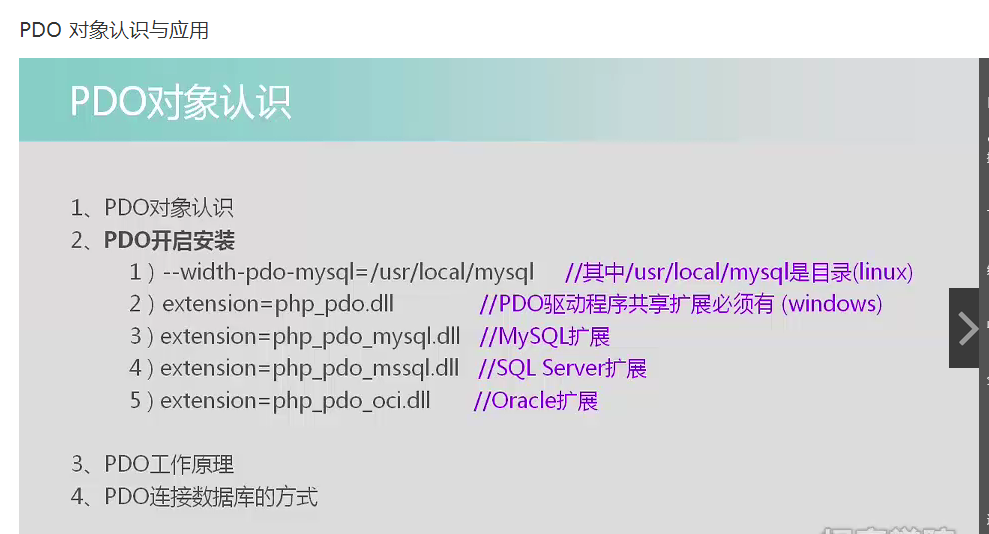 PDO 对象认识与应用
PDO对象认识
1、PDO对象认识
2、PDO开启安装
1 ) --width-pdo-mysql=/usr/local/mysql //其中/usr/local/mysql是目录(linux)
2 ) extension=php_pdo.dll //PDO驱动程序共享扩展必须有 (windows)
3 ) extension=php_pdo_mysql.dll //MySQL扩展
4 ) extension=php_pdo_mssql.dll //SQL Server扩展
5 ) extension=php_pdo_oci.dll //Oracle扩展
3、PDO工作原理
4、PDO连接数据库的方式